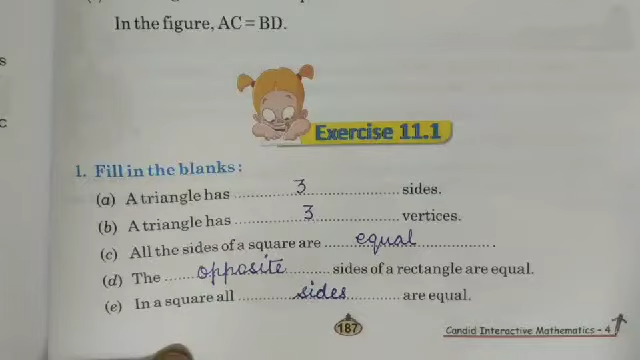 In the figure, AC = BD.
Exercise 11.1
1. Fill in the blanks :
(a) A triangle has ..........3.......... sides.
(b) A triangle has ..........3.......... vertices.
(c) All the sides of a square are ..........equal.......... .
(d) The ..........opposite.......... sides of a rectangle are equal.
(e) In a square all ..........sides.......... are equal.
187
Candid Interactive Mathematics – 4